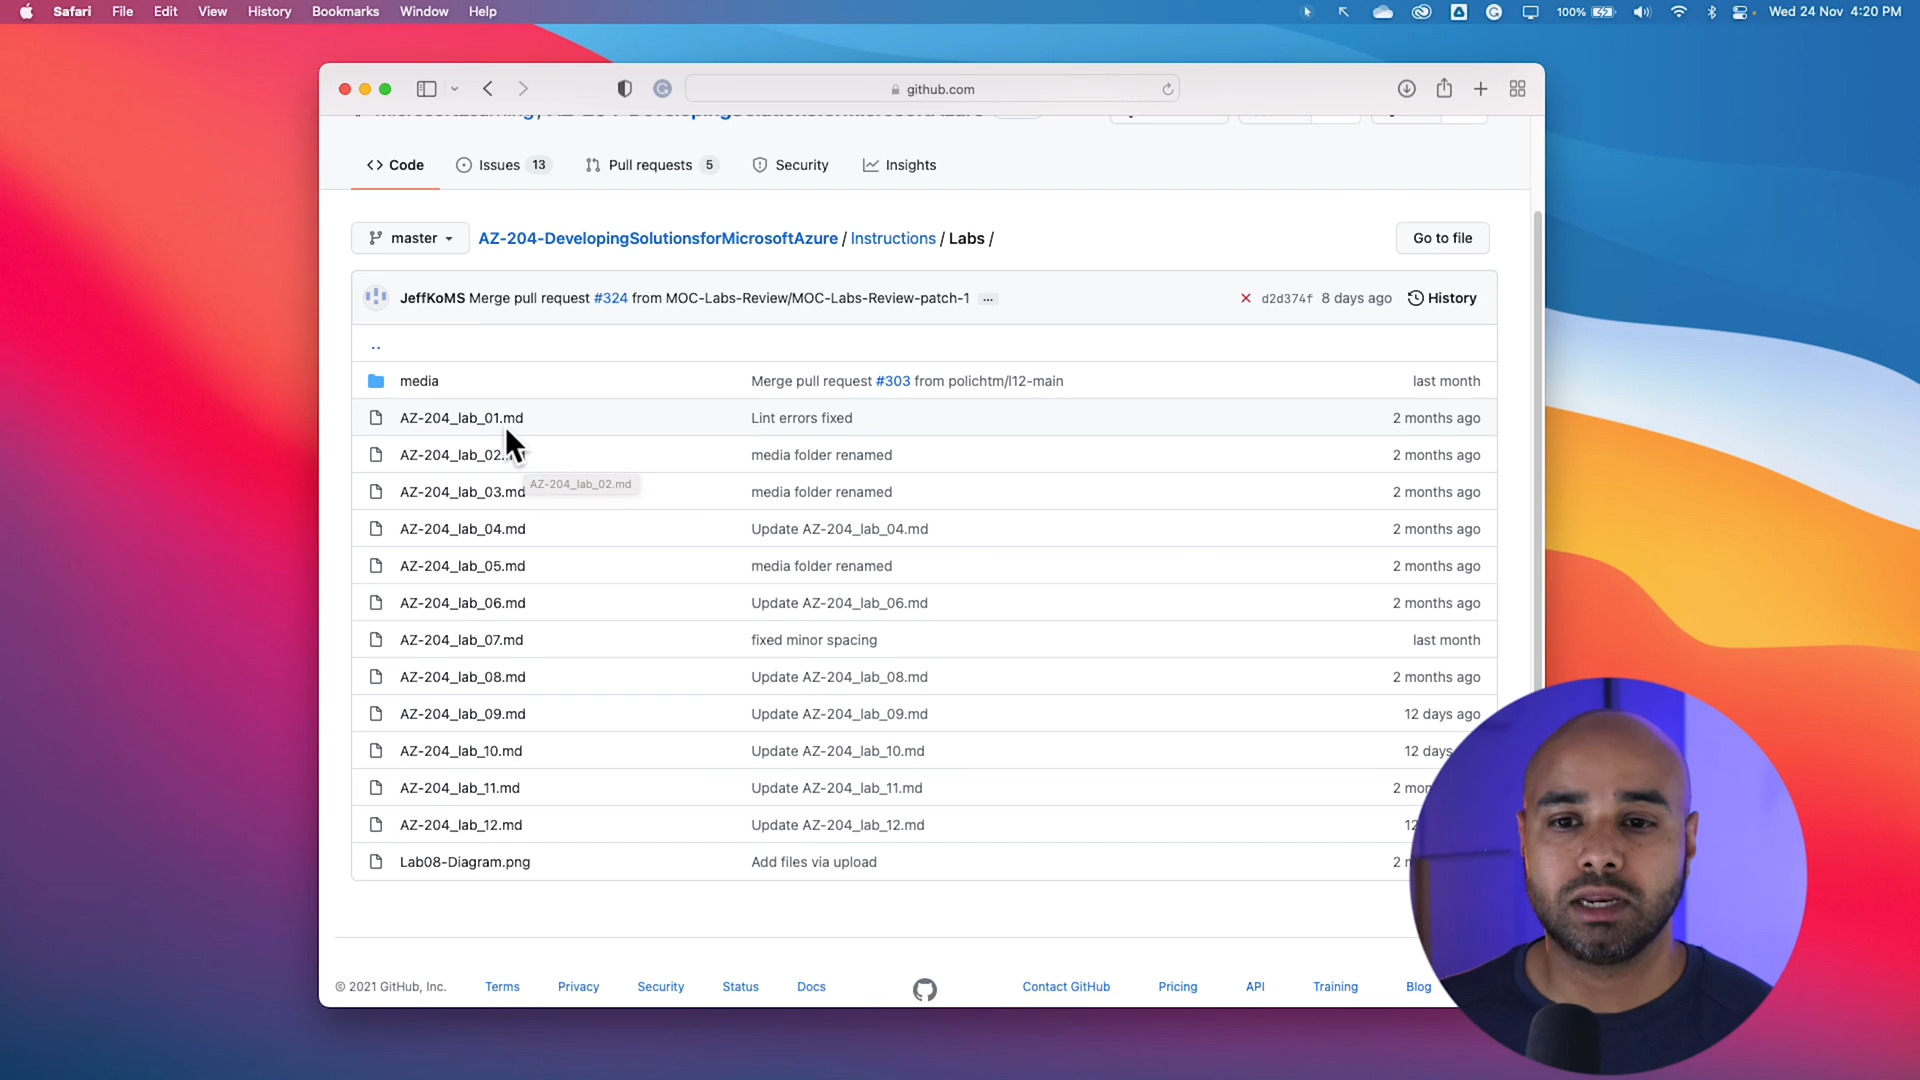 Safari File Edit View History Bookmarks Window Help 100% Wed 24 Nov 4:20 PM
github.com
Code Issues 13 Pull requests 5 Security Insights
master AZ-204-DevelopingSolutionsforMicrosoftAzure / Instructions / Labs / Go to file
JeffKoMS Merge pull request #324 from MOC-Labs-Review/MOC-Labs-Review-patch-1 ... d2d374f 8 days ago History
..
media Merge pull request #303 from polichtm/l12-main last month
AZ-204_lab_01.md Lint errors fixed 2 months ago
AZ-204_lab_02. media folder renamed 2 months ago
AZ-204_lab_02.md
AZ-204_lab_03.md media folder renamed 2 months ago
AZ-204_lab_04.md Update AZ-204_lab_04.md 2 months ago
AZ-204_lab_05.md media folder renamed 2 months ago
AZ-204_lab_06.md Update AZ-204_lab_06.md 2 months ago
AZ-204_lab_07.md fixed minor spacing last month
AZ-204_lab_08.md Update AZ-204_lab_08.md 2 months ago
AZ-204_lab_09.md Update AZ-204_lab_09.md 12 days ago
AZ-204_lab_10.md Update AZ-204_lab_10.md 12 days
AZ-204_lab_11.md Update AZ-204_lab_11.md 2
AZ-204_lab_12.md Update AZ-204_lab_12.md 12
Lab08-Diagram.png Add files via upload 2
© 2021 GitHub, Inc. Terms Privacy Security Status Docs Contact GitHub Pricing API Training Blog